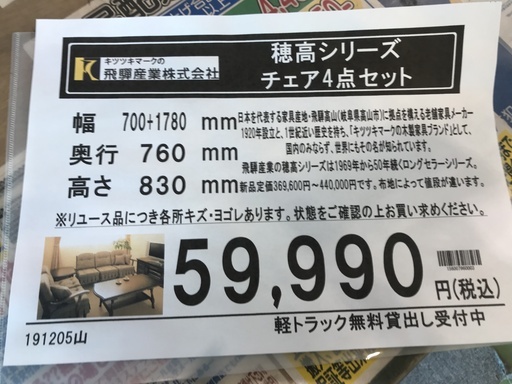 キツツキマークの
飛騨産業株式会社
穂高シリーズ
チェア4点セット
幅 700+1780 mm
奥行 760 mm
高さ 830 mm
日本を代表する家具産地・飛騨高山(岐阜県高山市)に拠点を構える老舗家具メーカー
1920年設立と、1世紀近い歴史を持ち、「キツツキマークの木製家具ブランド」として、
国内のみならず、世界にもその名が知られています。
飛騨産業の穂高シリーズは1969年から50年続くロングセラーシリーズ。
新品定価369,600円～440,000円です。布地によって値段が違います。
※リユース品につき各所キズ・ヨゴレあります。状態をご確認の上お買い求めください。
59,990
円(税込)
191205山
軽トラック無料貸出し受付中